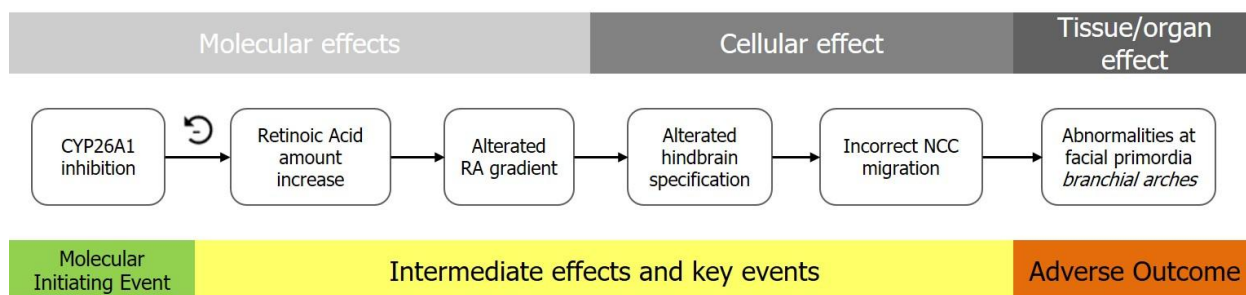 Molecular effects
Cellular effect
Tissue/organ
effect
CYP26A1
inhibition
Retinoic Acid
amount
increase
Altered
RA gradient
Altered
hindbrain
specification
Incorrect NCC
migration
Abnormalities at
facial primordia
branchial arches
Molecular
Initiating Event
Intermediate effects and key events
Adverse Outcome